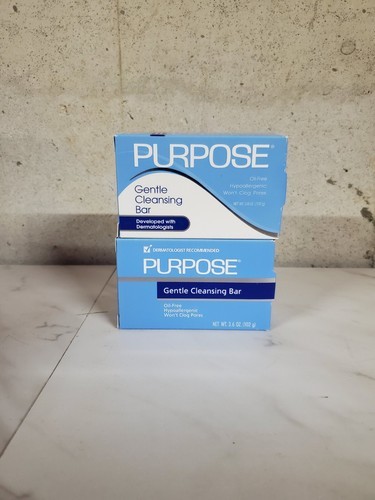 PURPOSE®
Oil-Free
Hypoallergenic
Won't Clog Pores
Gentle
Cleansing
Bar
Developed with
Dermatologists
DERMATOLOGIST RECOMMENDED
PURPOSE®
Gentle Cleansing Bar
Oil-Free
Hypoallergenic
Won't Clog Pores
NET WT. 3.6 OZ. (102 g)